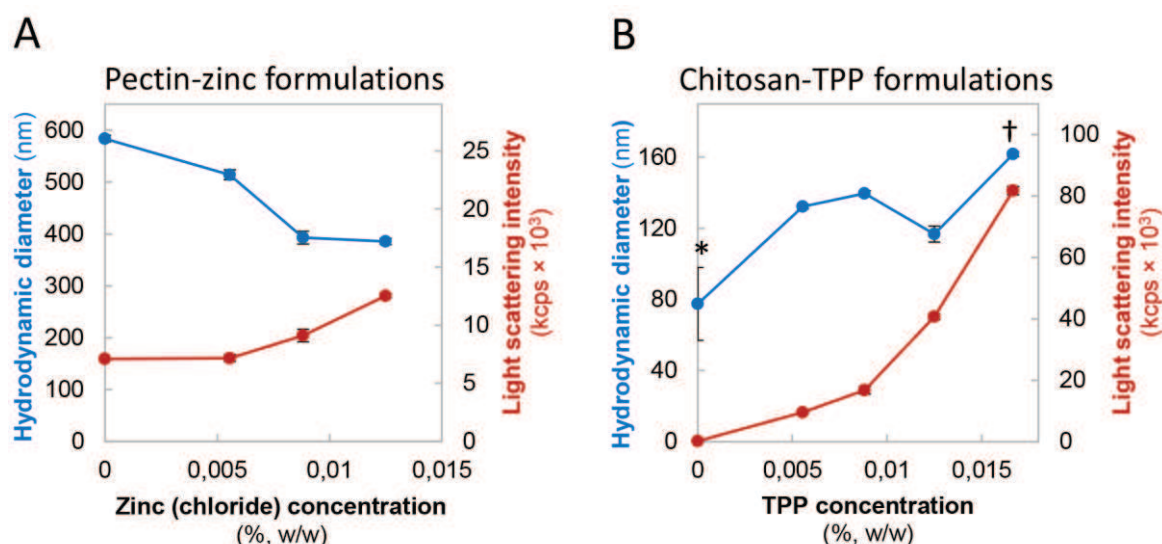 A
Pectin-zinc formulations
Hydrodynamic diameter (nm)
600
500
400
300
200
100
0
25
20
15
10
5
0
Light scattering intensity
(kcps × 10³)
0
0,005
0,01
0,015
Zinc (chloride) concentration
(%, w/w)
B
Chitosan-TPP formulations
Hydrodynamic diameter (nm)
160
120
80
40
0
*
†
100
80
60
40
20
0
Light scattering intensity
(kcps × 10³)
0
0,005
0,01
0,015
TPP concentration
(%, w/w)